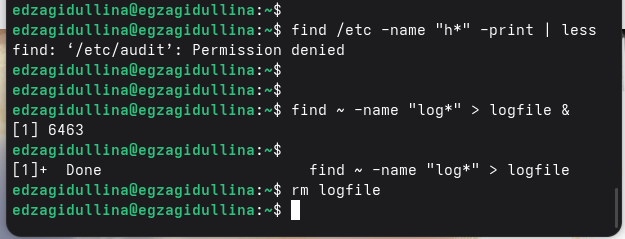 edzagidullina@egzagidullina:~$
edzagidullina@egzagidullina:~$ find /etc -name "h*" -print | less
find: ‘/etc/audit’: Permission denied
edzagidullina@egzagidullina:~$
edzagidullina@egzagidullina:~$
edzagidullina@egzagidullina:~$ find ~ -name "log*" > logfile &
[1] 6463
edzagidullina@egzagidullina:~$
[1]+  Done                    find ~ -name "log*" > logfile
edzagidullina@egzagidullina:~$ rm logfile
edzagidullina@egzagidullina:~$